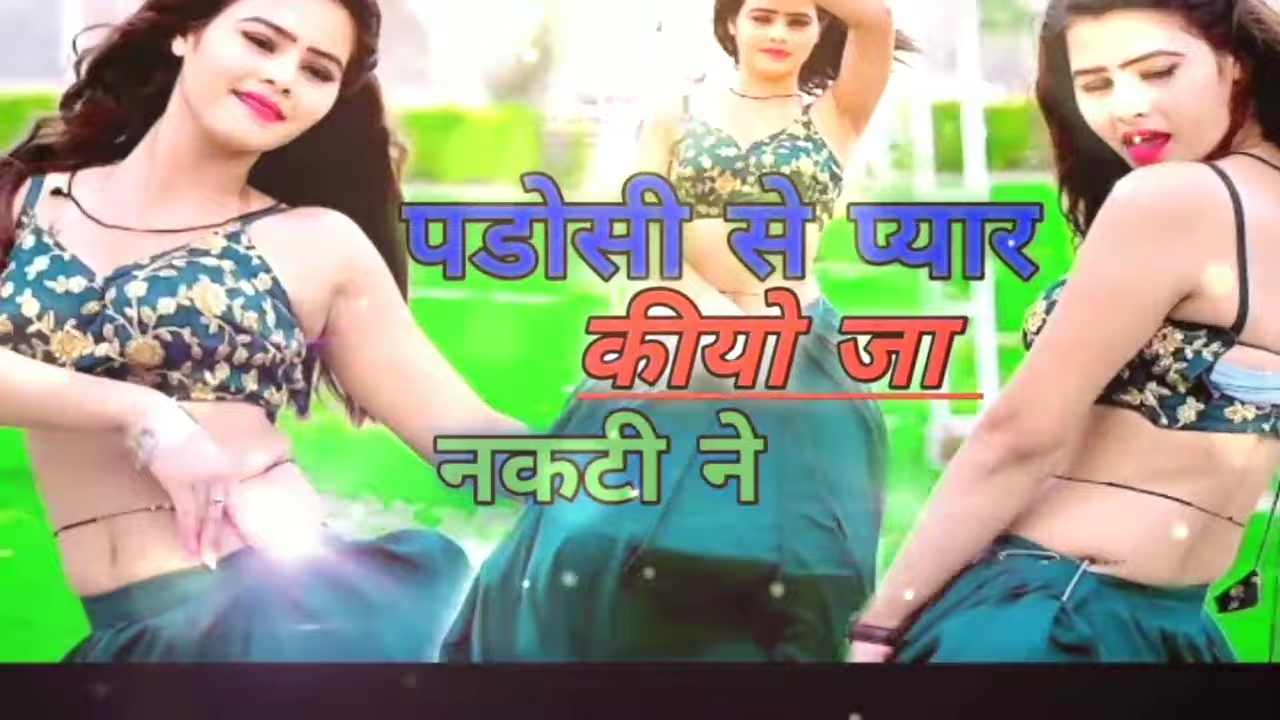 पडोसी से प्यार
कीयो जा
नकटी ने